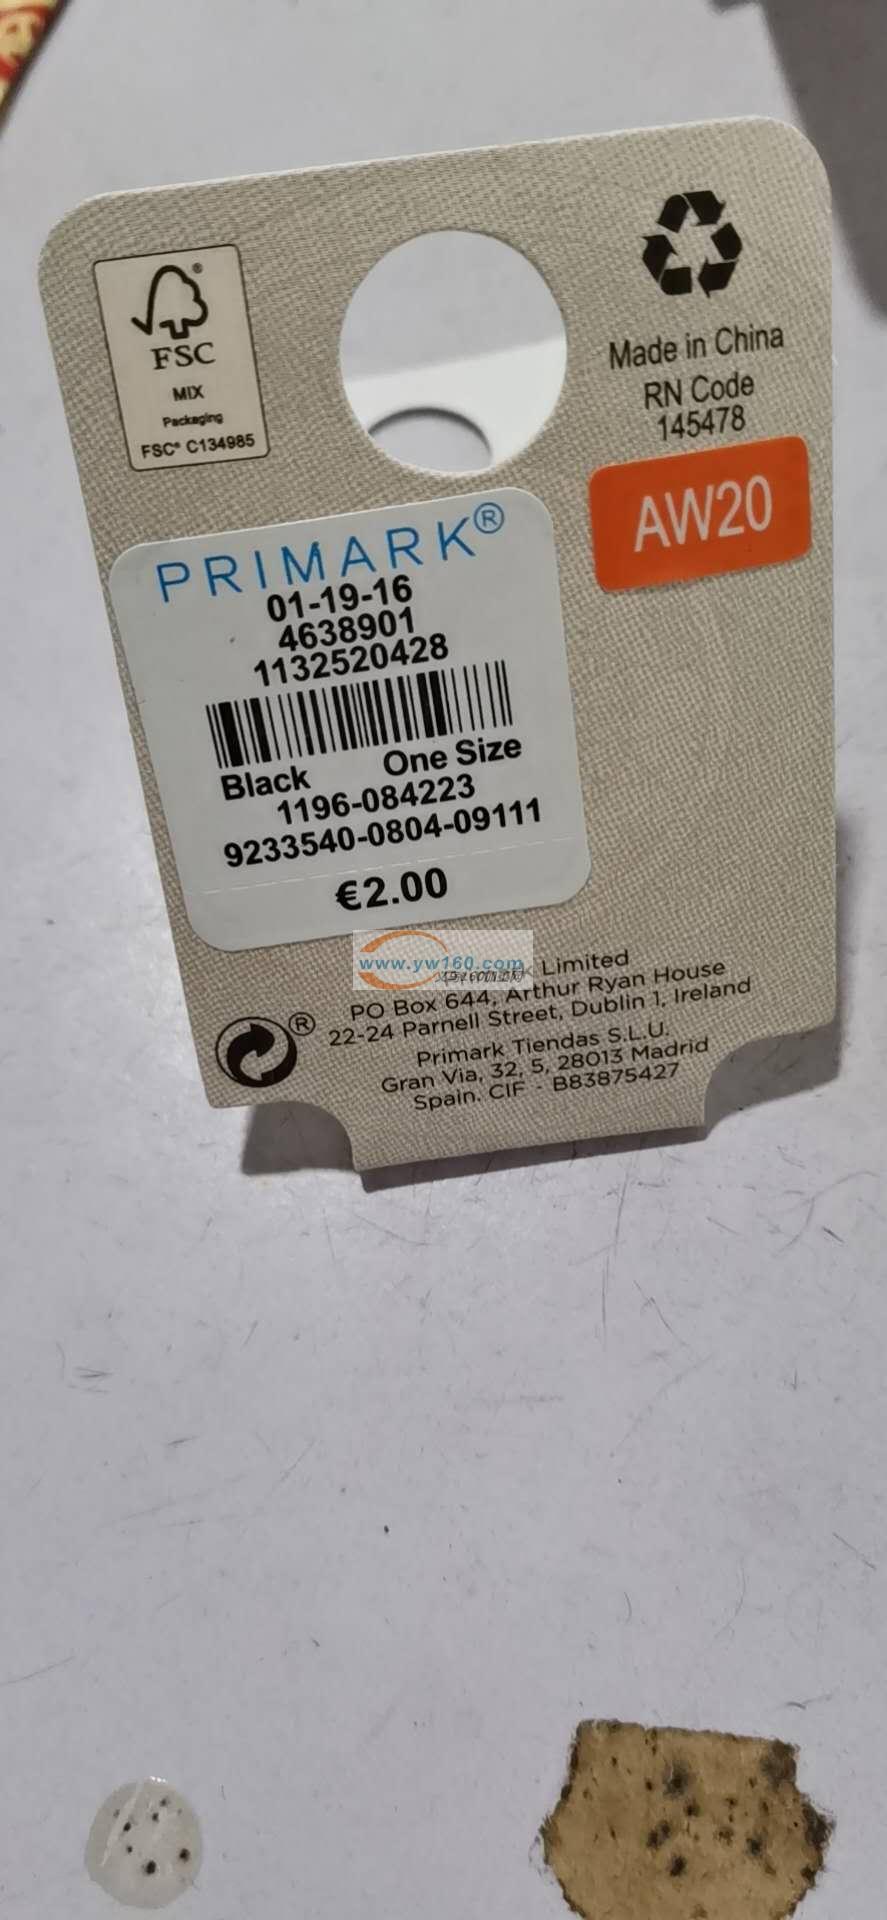 FSC
MIX
Packaging
FSC® C134985
Made in China
RN Code
145478
AW20
PRIMARK®
01-19-16
4638901
1132520428
Black One Size
1196-084223
9233540-0804-09111
€2.00
www.yw160.com
Limited
PO Box 644, Arthur Ryan House
22-24 Parnell Street, Dublin 1, Ireland
Primark Tiendas S.L.U.
Gran Via, 32, 5, 28013 Madrid
Spain. CIF - B83875427